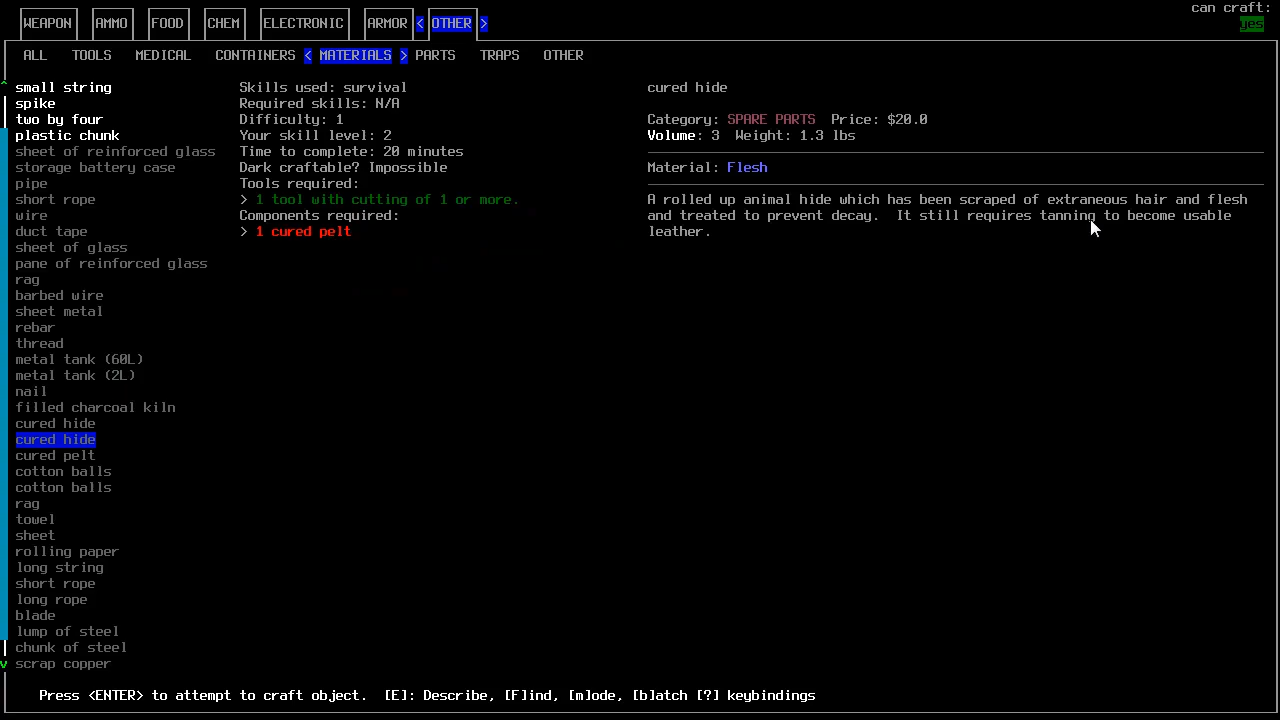 can craft:
WEAPON AMMO FOOD CHEM ELECTRONIC ARMOR < OTHER > yes
ALL TOOLS MEDICAL CONTAINERS < MATERIALS > PARTS TRAPS OTHER
^
small string
spike
two by four
plastic chunk
sheet of reinforced glass
storage battery case
pipe
short rope
wire
duct tape
sheet of glass
pane of reinforced glass
rag
barbed wire
sheet metal
rebar
thread
metal tank (60L)
metal tank (2L)
nail
filled charcoal kiln
cured hide
cured hide
cured pelt
cotton balls
cotton balls
rag
towel
sheet
rolling paper
long string
short rope
long rope
blade
lump of steel
chunk of steel
v scrap copper
Skills used: survival
Required skills: N/A
Difficulty: 1
Your skill level: 2
Time to complete: 20 minutes
Dark craftable? Impossible
Tools required:
> 1 tool with cutting of 1 or more.
Components required:
> 1 cured pelt
cured hide
Category: SPARE PARTS Price: $20.0
Volume: 3 Weight: 1.3 lbs
Material: Flesh
A rolled up animal hide which has been scraped of extraneous hair and flesh
and treated to prevent decay. It still requires tanning to become usable
leather.
Press <ENTER> to attempt to craft object. [E]: Describe, [F]ind, [m]ode, [b]atch [?] keybindings